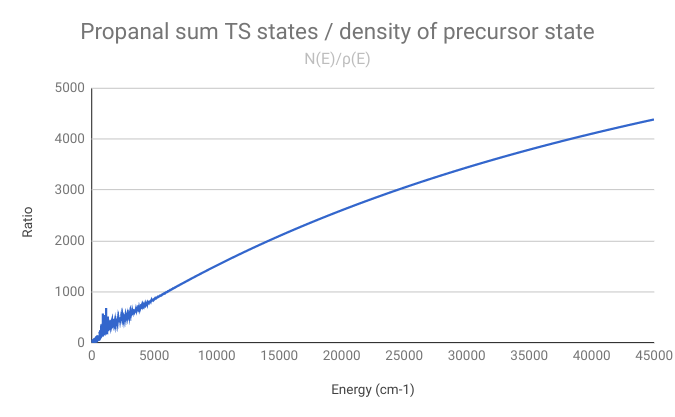 Propanal sum TS states / density of precursor state
N(E)/ρ(E)
5000
4000
3000
2000
1000
0
Ratio
0 5000 10000 15000 20000 25000 30000 35000 40000 45000
Energy (cm-1)